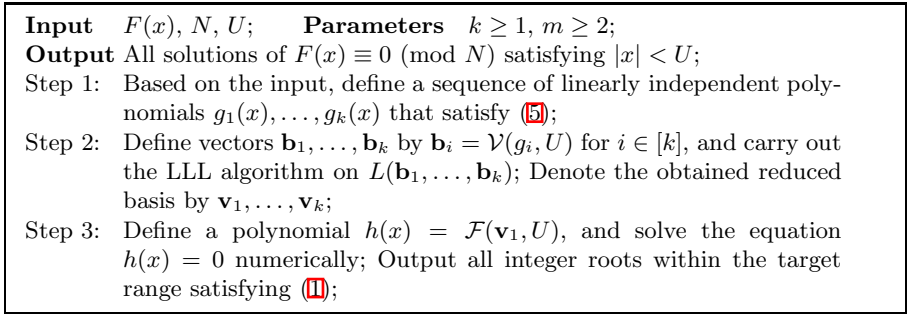 Input F(x), N, U; Parameters k ≥ 1, m ≥ 2;
Output All solutions of F(x) ≡ 0 (mod N) satisfying |x| < U;
Step 1: Based on the input, define a sequence of linearly independent poly-
nomials g₁(x), . . . , gₖ(x) that satisfy (5);
Step 2: Define vectors b₁, . . . , bₖ by bᵢ = 𝒱(gᵢ, U) for i ∈ [k], and carry out
the LLL algorithm on L(b₁, . . . , bₖ); Denote the obtained reduced
basis by v₁, . . . , vₖ;
Step 3: Define a polynomial h(x) = ℱ(v₁, U), and solve the equation
h(x) = 0 numerically; Output all integer roots within the target
range satisfying (1);